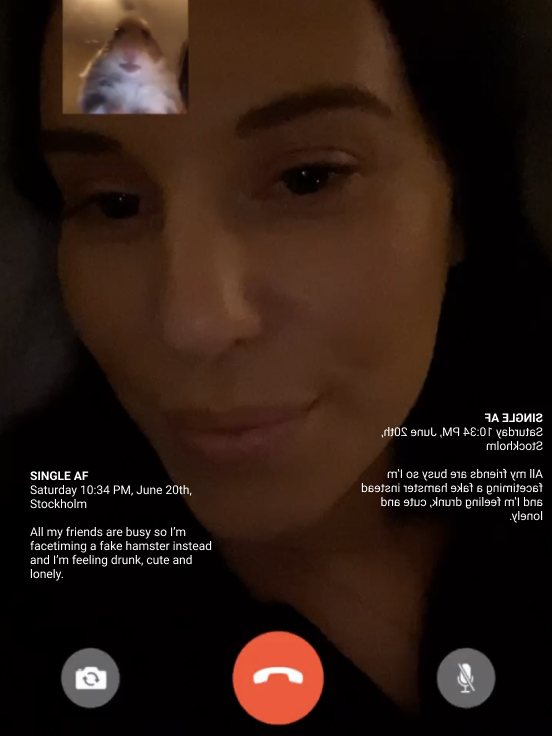 SINGLE AF
Saturday 10:34 PM, June 20th,
Stockholm
All my friends are busy so I'm
facetiming a fake hamster instead
and I'm feeling drunk, cute and
lonely.
SINGLE AF
Saturday 10:34 PM, June 20th,
Stockholm
All my friends are busy so I'm
facetiming a fake hamster instead
and I'm feeling drunk, cute and
lonely.